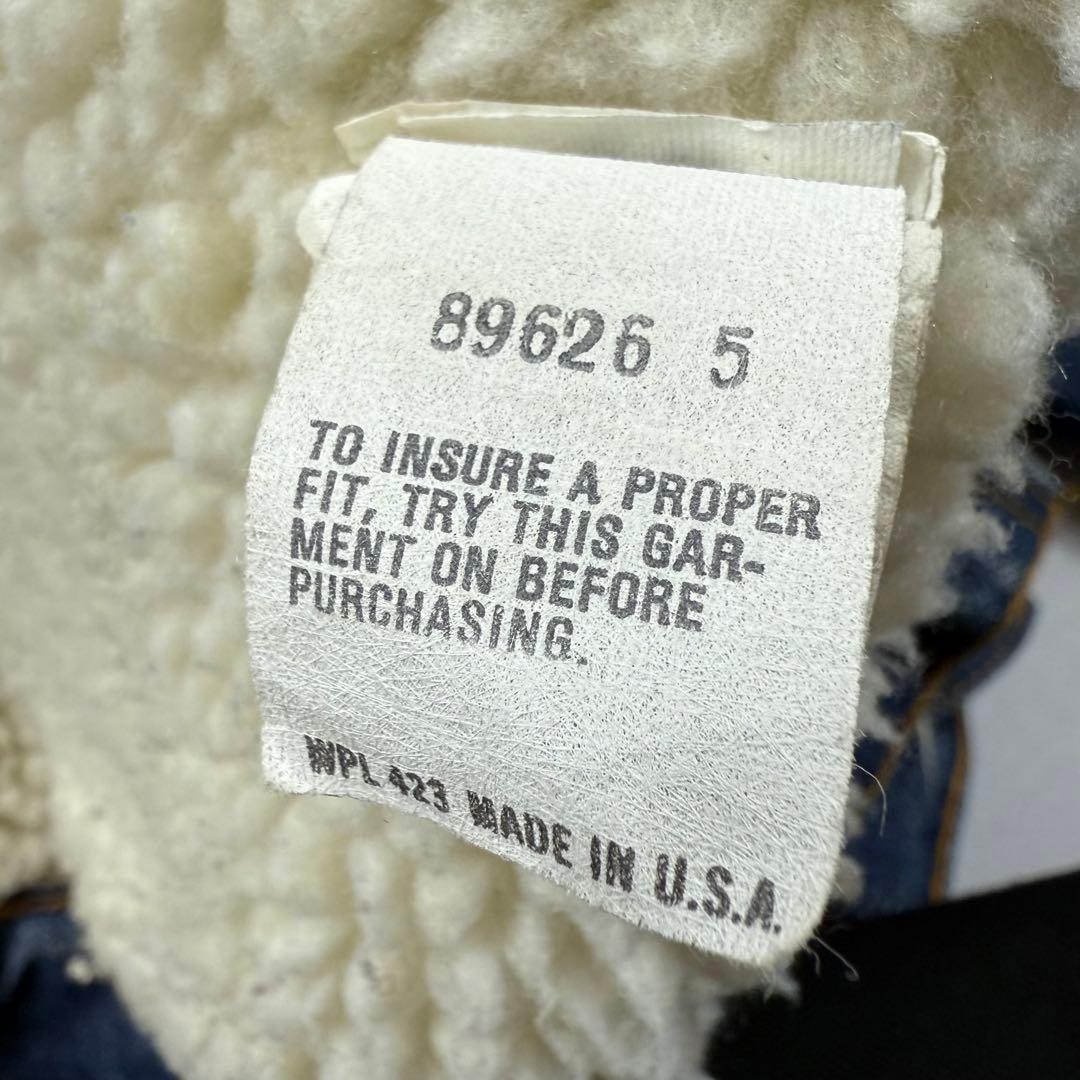 89626 5
TO INSURE A PROPER
FIT, TRY THIS GAR-
MENT ON BEFORE
PURCHASING.
WPL 423 MADE IN U.S.A.